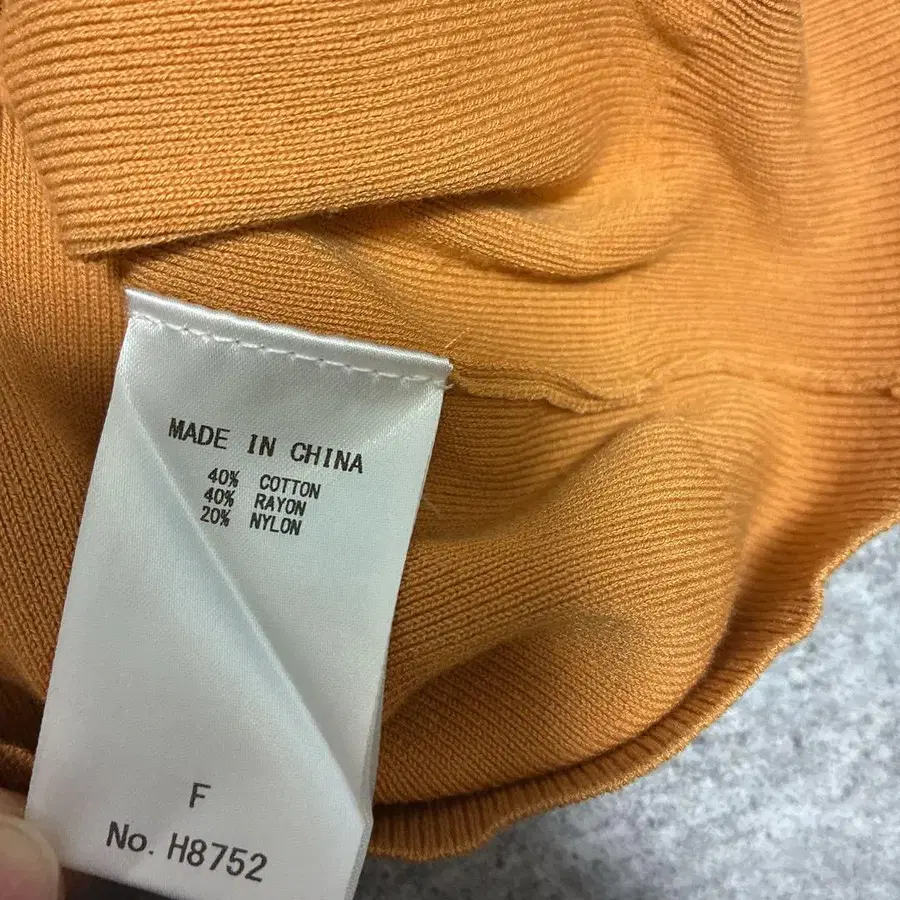 MADE IN CHINA
40% COTTON
40% RAYON
20% NYLON
F
No. H8752